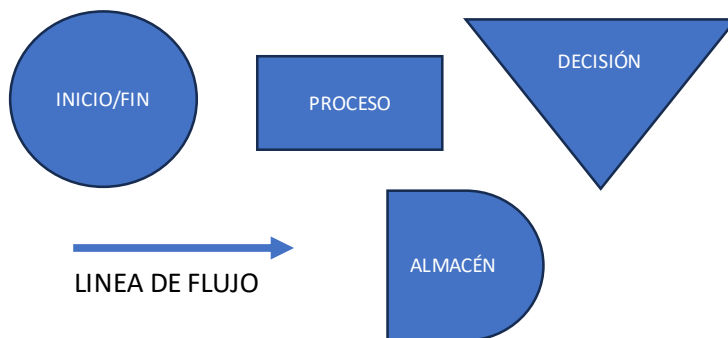 INICIO/FIN
PROCESO
DECISIÓN
ALMACÉN
LINEA DE FLUJO